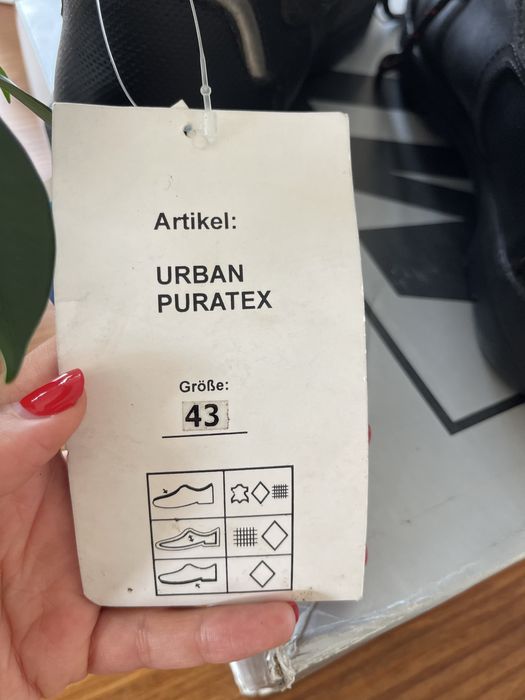 Artikel:
URBAN
PURATEX
Größe:
43